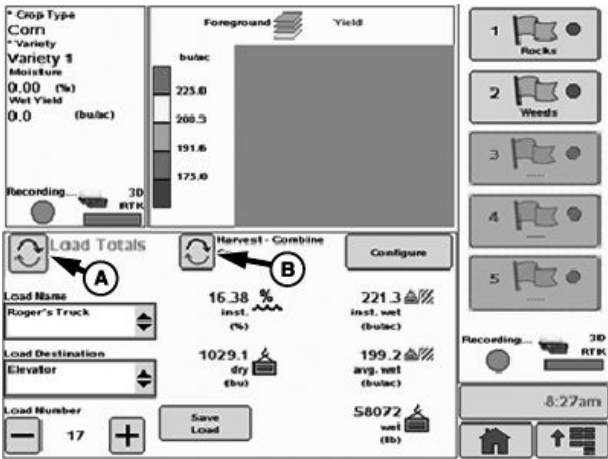 * Crop Type
Corn
* Variety
Variety 1
Moisture
0.00 (%)
Wet Yield
0.0 (bu/ac)
Recording...
3D
RTK
Foreground
Yield
bu/ac
225.0
208.3
191.6
175.0
1
Rocks
2
Weeds
3
-----
4
-----
5
-----
Load Totals
A
Harvest - Combine
B
Configure
Load Name
Roger's Truck
Load Destination
Elevator
Load Number
17
Save
Load
16.38 %
inst.
(%)
1029.1
dry
(bu)
221.3
inst. wet
(bu/ac)
199.2
avg. wet
(bu/ac)
58072
wet
(lb)
Recording...
3D
RTK
8:27am